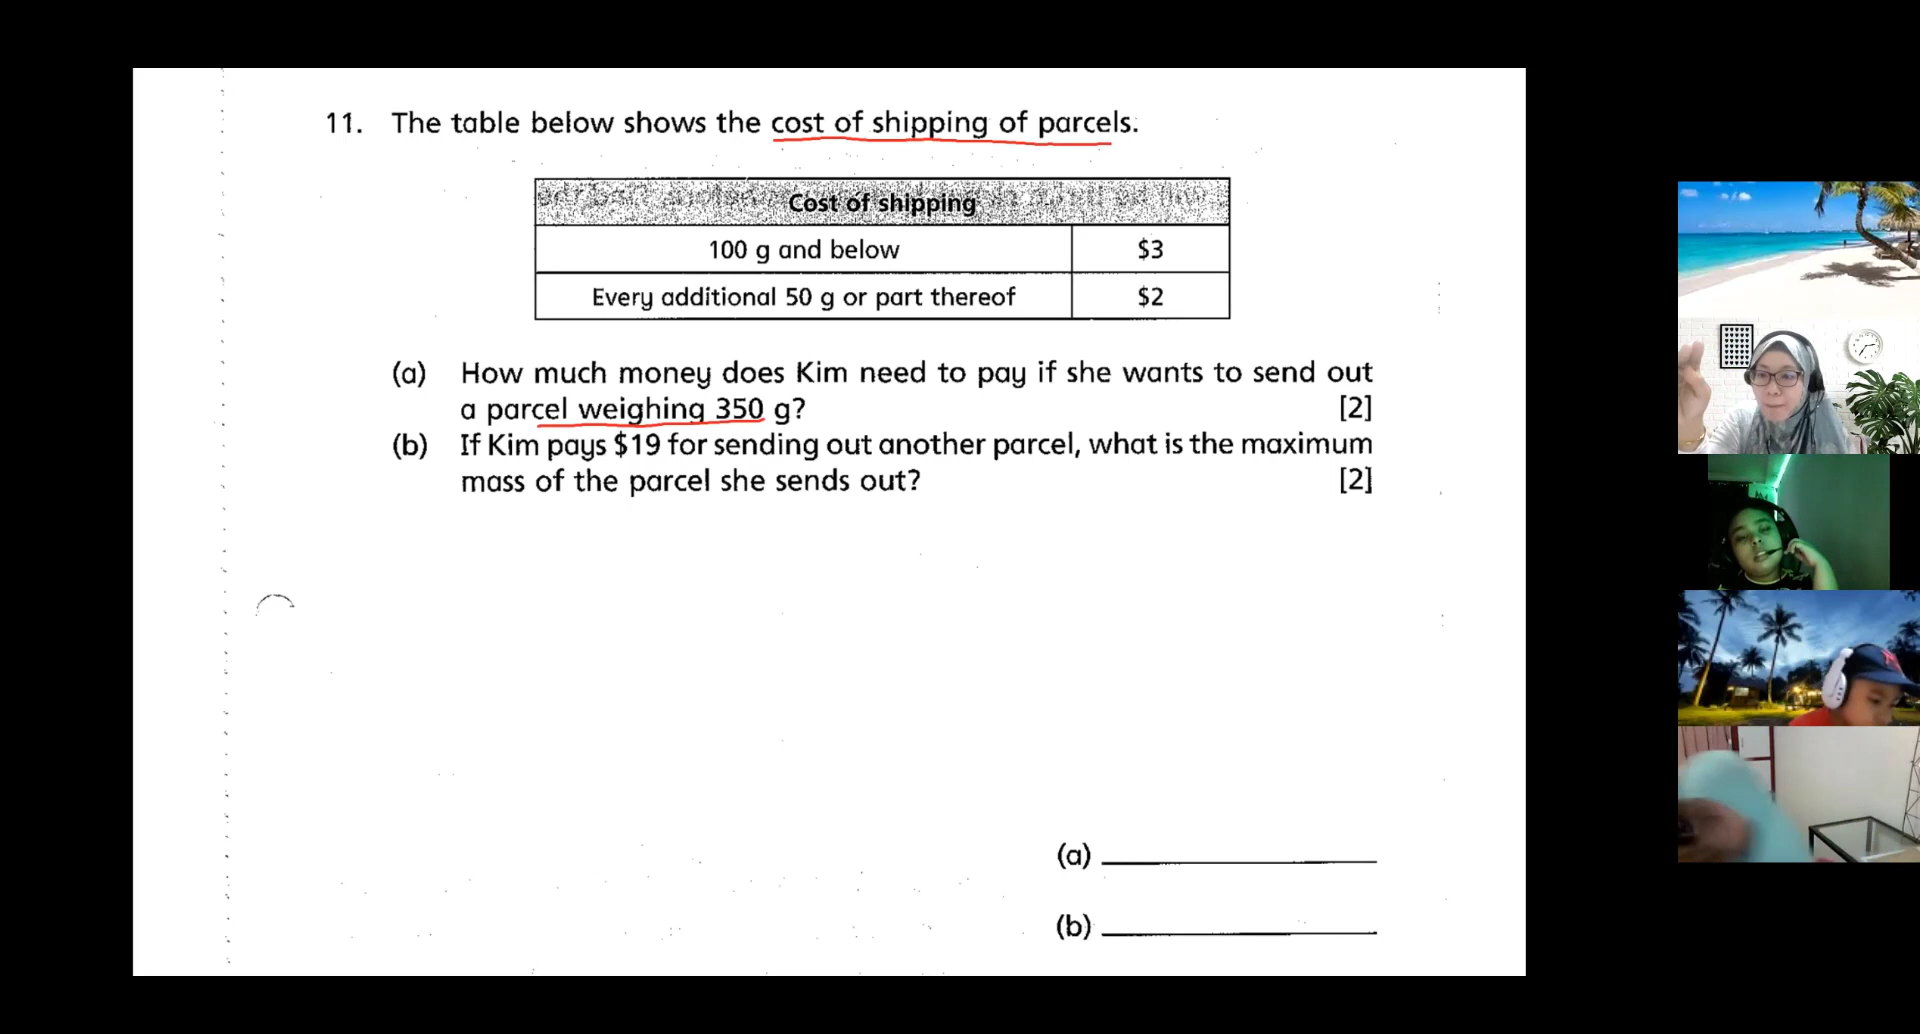 11. The table below shows the cost of shipping of parcels.
Cost of shipping
100 g and below $3
Every additional 50 g or part thereof $2
(a) How much money does Kim need to pay if she wants to send out
a parcel weighing 350 g? [2]
(b) If Kim pays $19 for sending out another parcel, what is the maximum
mass of the parcel she sends out? [2]
(a)
(b)